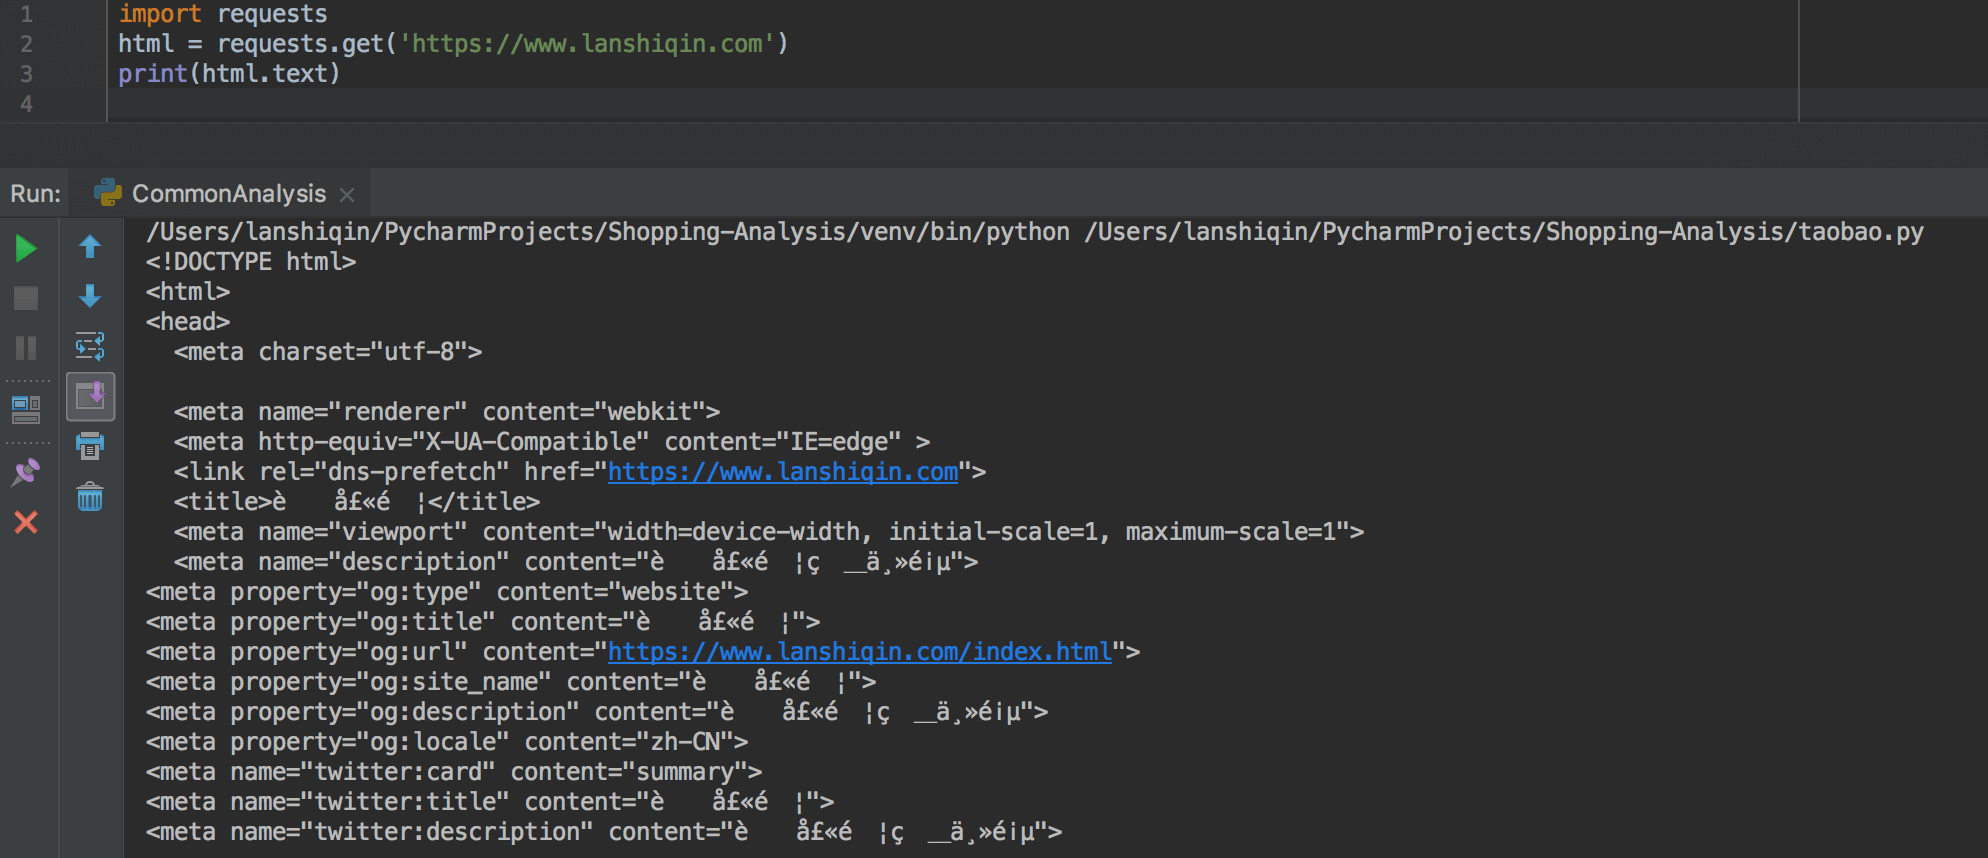 1 import requests
2 html = requests.get('https://www.lanshiqin.com')
3 print(html.text)
4
Run: CommonAnalysis
/Users/lanshiqin/PycharmProjects/Shopping-Analysis/venv/bin/python /Users/lanshiqin/PycharmProjects/Shopping-Analysis/taobao.py
<!DOCTYPE html>
<html>
<head>
  <meta charset="utf-8">
  <meta name="renderer" content="webkit">
  <meta http-equiv="X-UA-Compatible" content="IE=edge" >
  <link rel="dns-prefetch" href="https://www.lanshiqin.com">
  <title>è   å£«é  ¦</title>
  <meta name="viewport" content="width=device-width, initial-scale=1, maximum-scale=1">
  <meta name="description" content="è   å£«é  ¦ç  __ä¸»é¡µ">
<meta property="og:type" content="website">
<meta property="og:title" content="è   å£«é  ¦">
<meta property="og:url" content="https://www.lanshiqin.com/index.html">
<meta property="og:site_name" content="è   å£«é  ¦">
<meta property="og:description" content="è   å£«é  ¦ç  __ä¸»é¡µ">
<meta property="og:locale" content="zh-CN">
<meta name="twitter:card" content="summary">
<meta name="twitter:title" content="è   å£«é  ¦">
<meta name="twitter:description" content="è   å£«é  ¦ç  __ä¸»é¡µ">